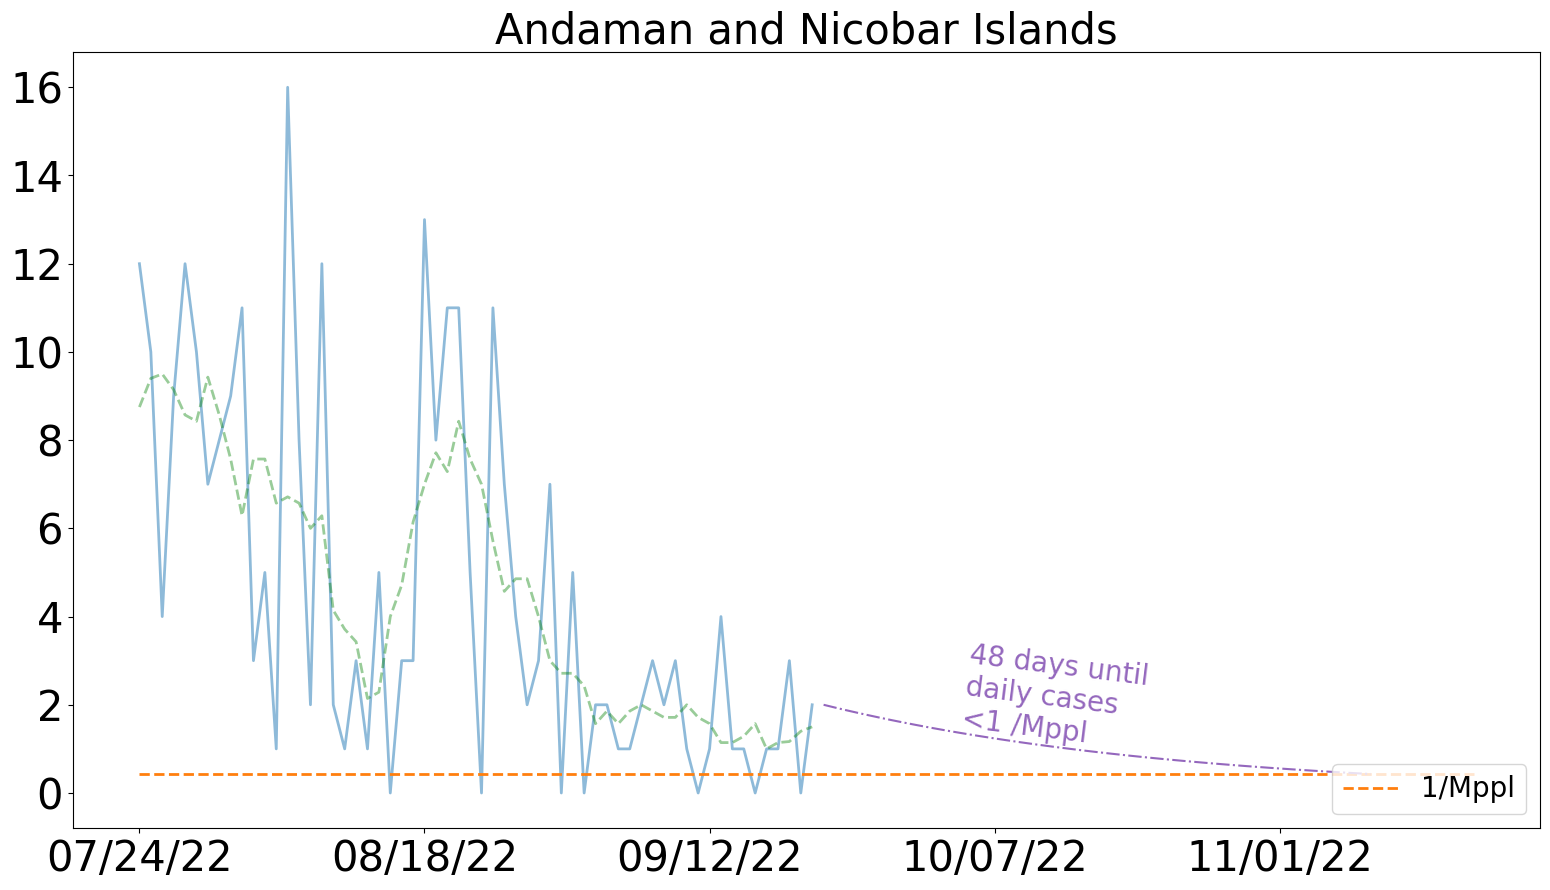 Andaman and Nicobar Islands
16
14
12
10
8
6
4
2
0
48 days until
daily cases
<1 /Mppl
1/Mppl
07/24/22
08/18/22
09/12/22
10/07/22
11/01/22